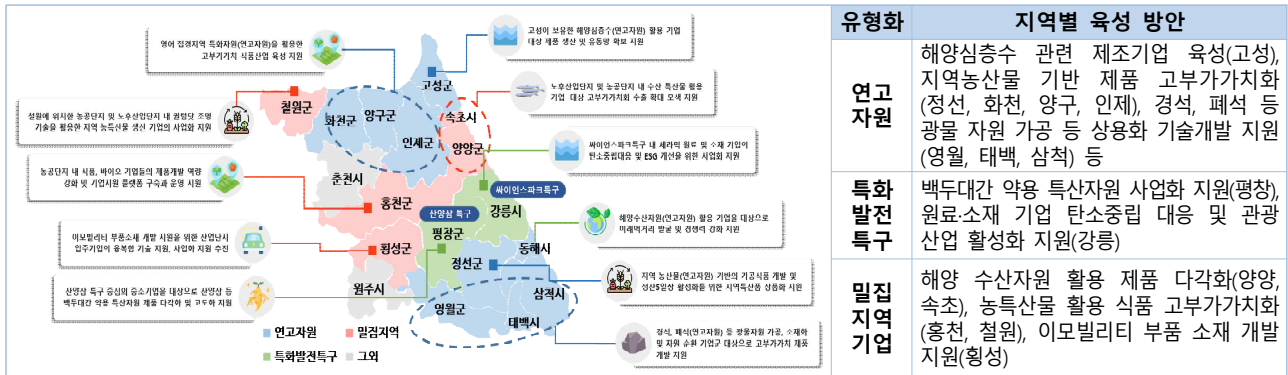 영어 접경지역 특화자원(연고자원)을 활용한
고부가가치 식품산업 육성 지원
고성이 보유한 해양심층수(연고자원) 활용 기업
대상 제품 생산 및 유통망 확보 지원
철원에 위치한 농공단지 및 노후산업단지 내 조명
기술을 활용한 지역 농특산물 생산 기업의 사업화 지원
노후산업단지 및 농공단지 내 수산 특산물 활용
기업 대상 고부가가치화 수출 확대 모색 지원
농공단지 내 식품, 바이오 기업들의 제품개발 역량
강화 및 기업지원 플랫폼 구축과 운영 지원
싸이언스파크특구 내 세라믹 원료 및 소재 기업이
탄소중립대응 및 ESG 개선을 위한 사업화 지원
이모빌리티 부품소재 개발 지원을 위한 산업단지
입주기업이 융복합 기술 지원, 사업화 지원 추진
해양수산자원(연고자원) 활용 기업을 대상으로
미래먹거리 발굴 및 경쟁력 강화 지원
산양삼 특구 중심의 중소기업을 대상으로 산양삼 등
백두대간 약용 특산자원 제품 다각화 및 고도화 지원
지역 농산물(연고자원) 기반의 가공식품 개발 및
활성화를 위한 지역특산품 상품화 지원
경석, 폐석(연고자원) 등 광물자원 가공, 소재화
및 자원 순환 기업군 대상으로 고부가가치 제품
개발 지원
철원군
화천군
양구군
인제군
고성군
속초시
양양군
춘천시
홍천군
싸이언스파크특구
산양삼 특구
강릉시
평창군
횡성군
동해시
정선군
원주시
영월군
삼척시
태백시
연고자원
밀집지역
특화발전특구
그외
유형화
지역별 육성 방안
연고
자원
해양심층수 관련 제조기업 육성(고성),
지역농산물 기반 제품 고부가가치화
(정선, 화천, 양구, 인제), 경석, 폐석 등
광물 자원 가공 등 상용화 기술개발 지원
(영월, 태백, 삼척) 등
특화
발전
특구
백두대간 약용 특산자원 사업화 지원(평창),
원료·소재 기업 탄소중립 대응 및 관광
산업 활성화 지원(강릉)
밀집
지역
기업
해양 수산자원 활용 제품 다각화(양양,
속초), 농특산물 활용 식품 고부가가치화
(홍천, 철원), 이모빌리티 부품 소재 개발
지원(횡성)